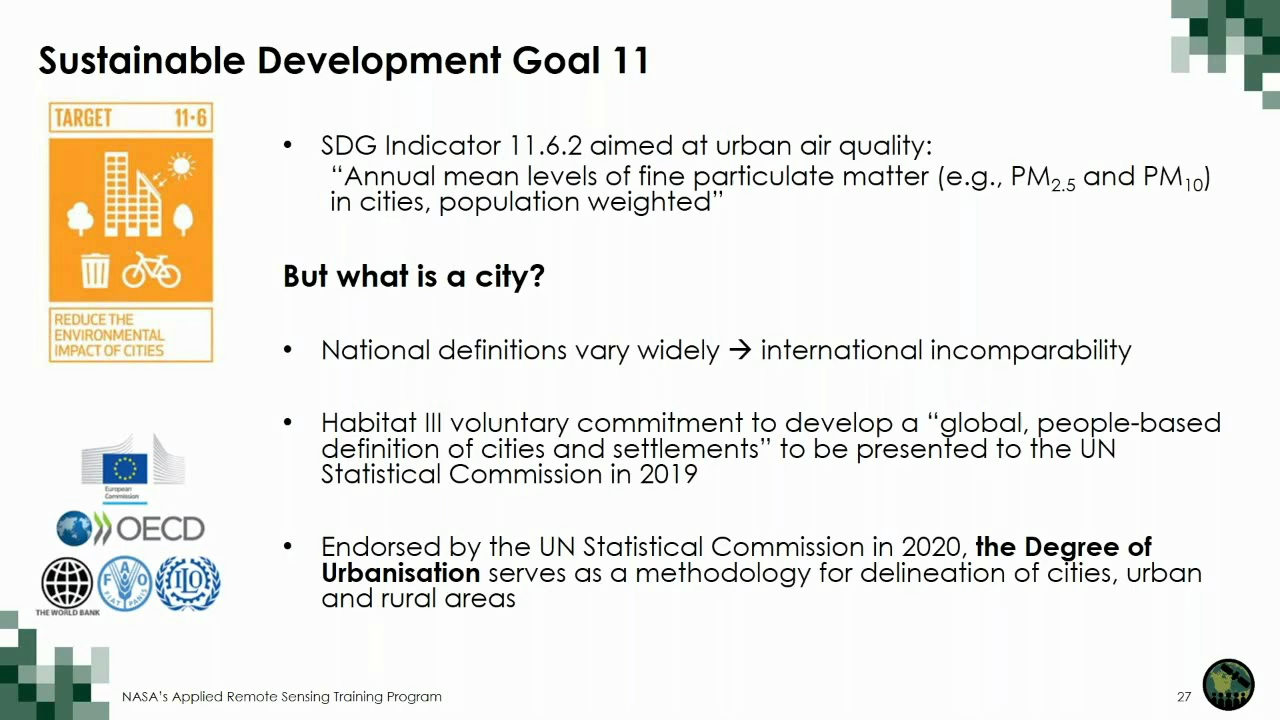 Sustainable Development Goal 11
TARGET 11·6
REDUCE THE
ENVIRONMENTAL
IMPACT OF CITIES
• SDG Indicator 11.6.2 aimed at urban air quality:
“Annual mean levels of fine particulate matter (e.g., PM2.5 and PM10)
in cities, population weighted”
But what is a city?
• National definitions vary widely → international incomparability
• Habitat III voluntary commitment to develop a “global, people-based
definition of cities and settlements” to be presented to the UN
Statistical Commission in 2019
• Endorsed by the UN Statistical Commission in 2020, the Degree of
Urbanisation serves as a methodology for delineation of cities, urban
and rural areas
European
Commission
OECD
THE WORLD BANK
F A O
FIAT PANIS
ILO
NASA’s Applied Remote Sensing Training Program
27